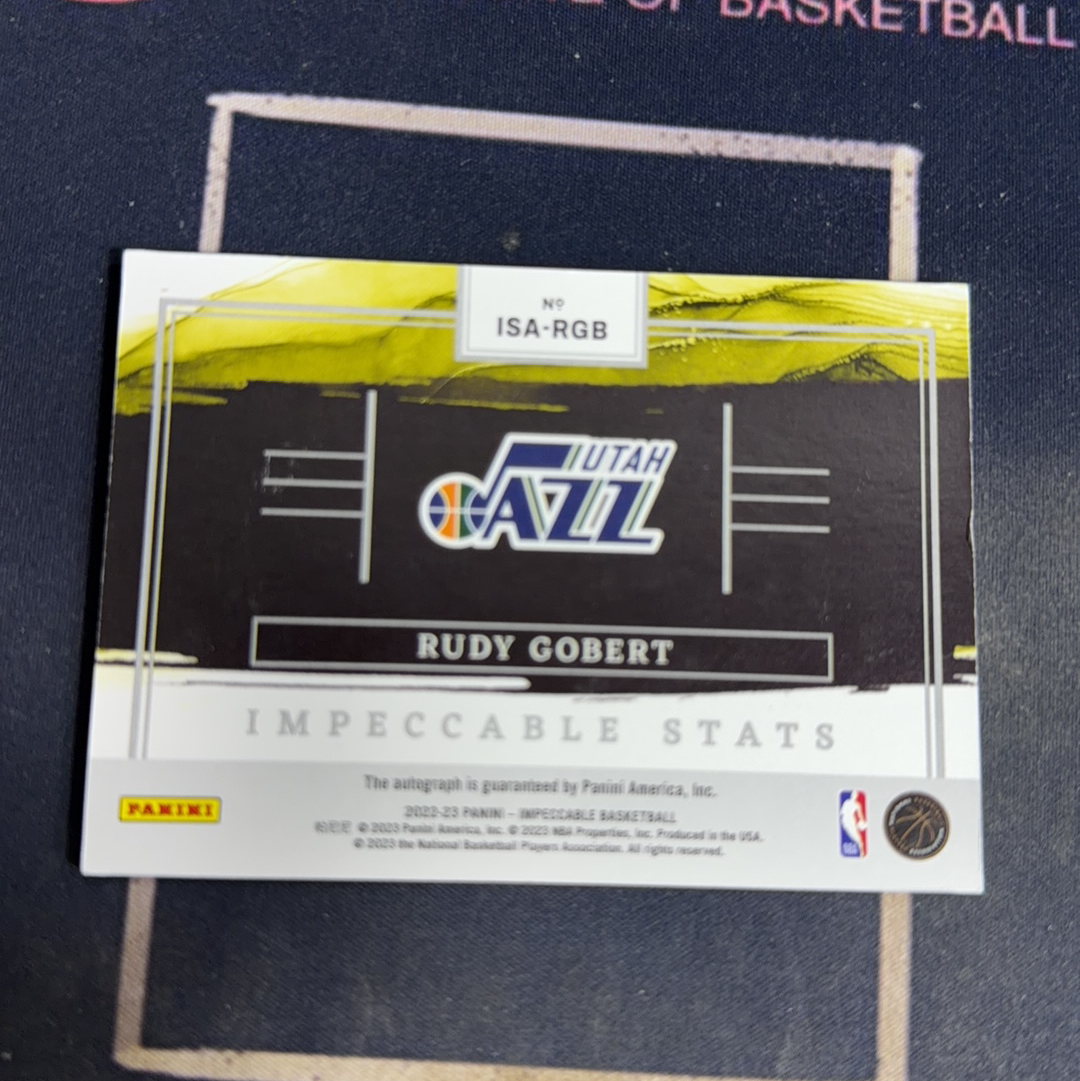 OF BASKETBALL
Nº
ISA-RGB
UTAH
JAZZ
RUDY GOBERT
IMPECCABLE STATS
The autograph is guaranteed by Panini America, Inc.
PANINI
2022-23 PANINI – IMPECCABLE BASKETBALL
© 2023 Panini America, Inc. © 2023 NBA Properties, Inc. Produced in the USA.
© 2023 the National Basketball Players Association. All rights reserved.